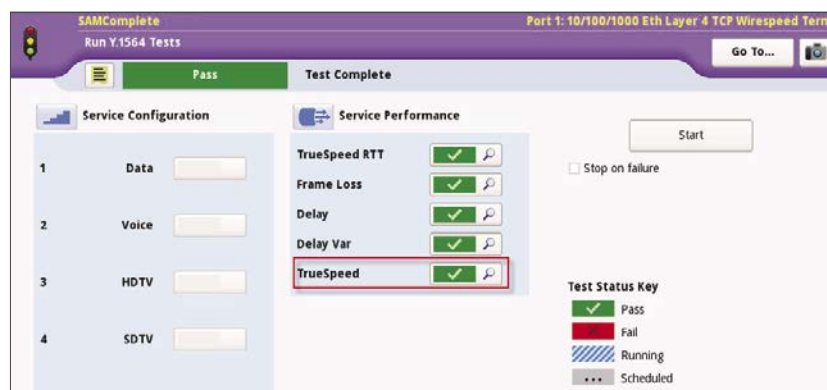 SAMComplete
Port 1: 10/100/1000 Eth Layer 4 TCP Wirespeed Term
Run Y.1564 Tests
Go To...
Pass
Test Complete
Service Configuration
Service Performance
Start
Stop on failure
1 Data
2 Voice
3 HDTV
4 SDTV
TrueSpeed RTT
Frame Loss
Delay
Delay Var
TrueSpeed
Test Status Key
Pass
Fail
Running
... Scheduled